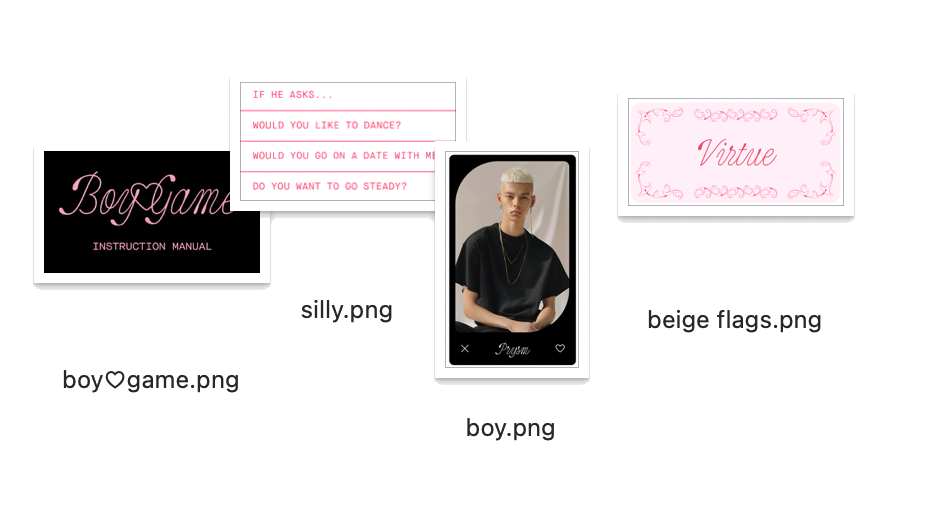 Boy♡Game
INSTRUCTION MANUAL
boy♡game.png
IF HE ASKS...
WOULD YOU LIKE TO DANCE?
WOULD YOU GO ON A DATE WITH ME
DO YOU WANT TO GO STEADY?
silly.png
Prysm
boy.png
Virtue
beige flags.png